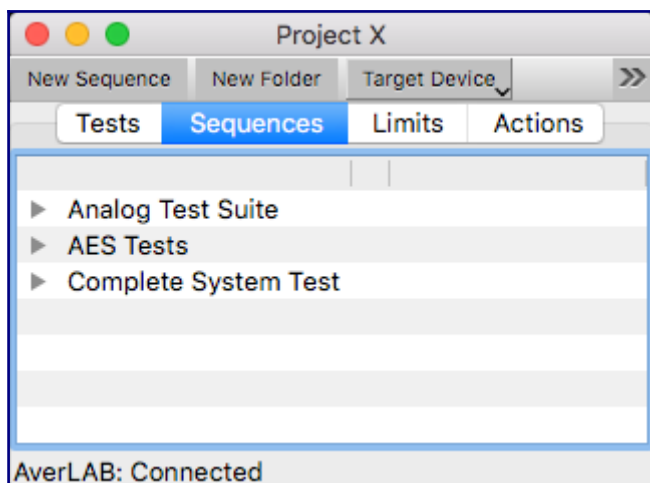 Project X
New Sequence New Folder Target Device
Tests Sequences Limits Actions
Analog Test Suite
AES Tests
Complete System Test
AverLAB: Connected